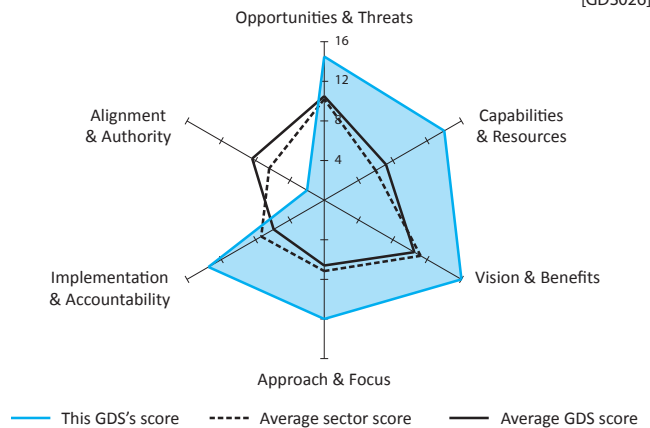 [GDS026]
Opportunities & Threats
16
12
8
4
Alignment
& Authority
Capabilities
& Resources
Implementation
& Accountability
Vision & Benefits
Approach & Focus
This GDS's score
Average sector score
Average GDS score